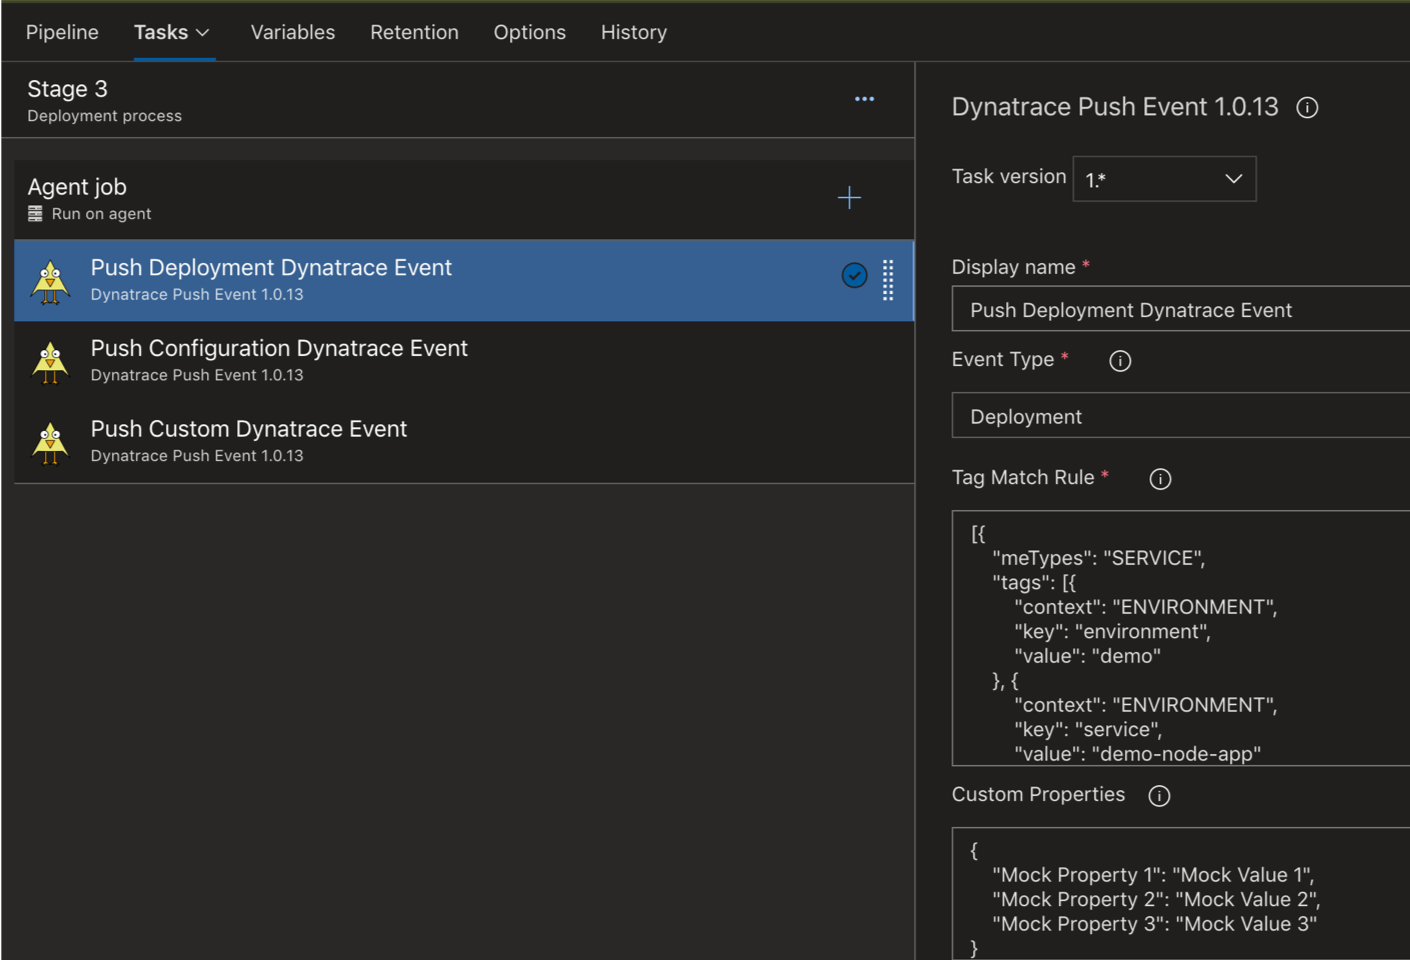 Pipeline Tasks Variables Retention Options History
Stage 3
Deployment process
Agent job
Run on agent
Push Deployment Dynatrace Event
Dynatrace Push Event 1.0.13
Push Configuration Dynatrace Event
Dynatrace Push Event 1.0.13
Push Custom Dynatrace Event
Dynatrace Push Event 1.0.13
Dynatrace Push Event 1.0.13
Task version 1.*
Display name *
Push Deployment Dynatrace Event
Event Type *
Deployment
Tag Match Rule *
[{
"meTypes": "SERVICE",
"tags": [{
"context": "ENVIRONMENT",
"key": "environment",
"value": "demo"
}, {
"context": "ENVIRONMENT",
"key": "service",
"value": "demo-node-app"
Custom Properties
{
"Mock Property 1": "Mock Value 1",
"Mock Property 2": "Mock Value 2",
"Mock Property 3": "Mock Value 3"
}